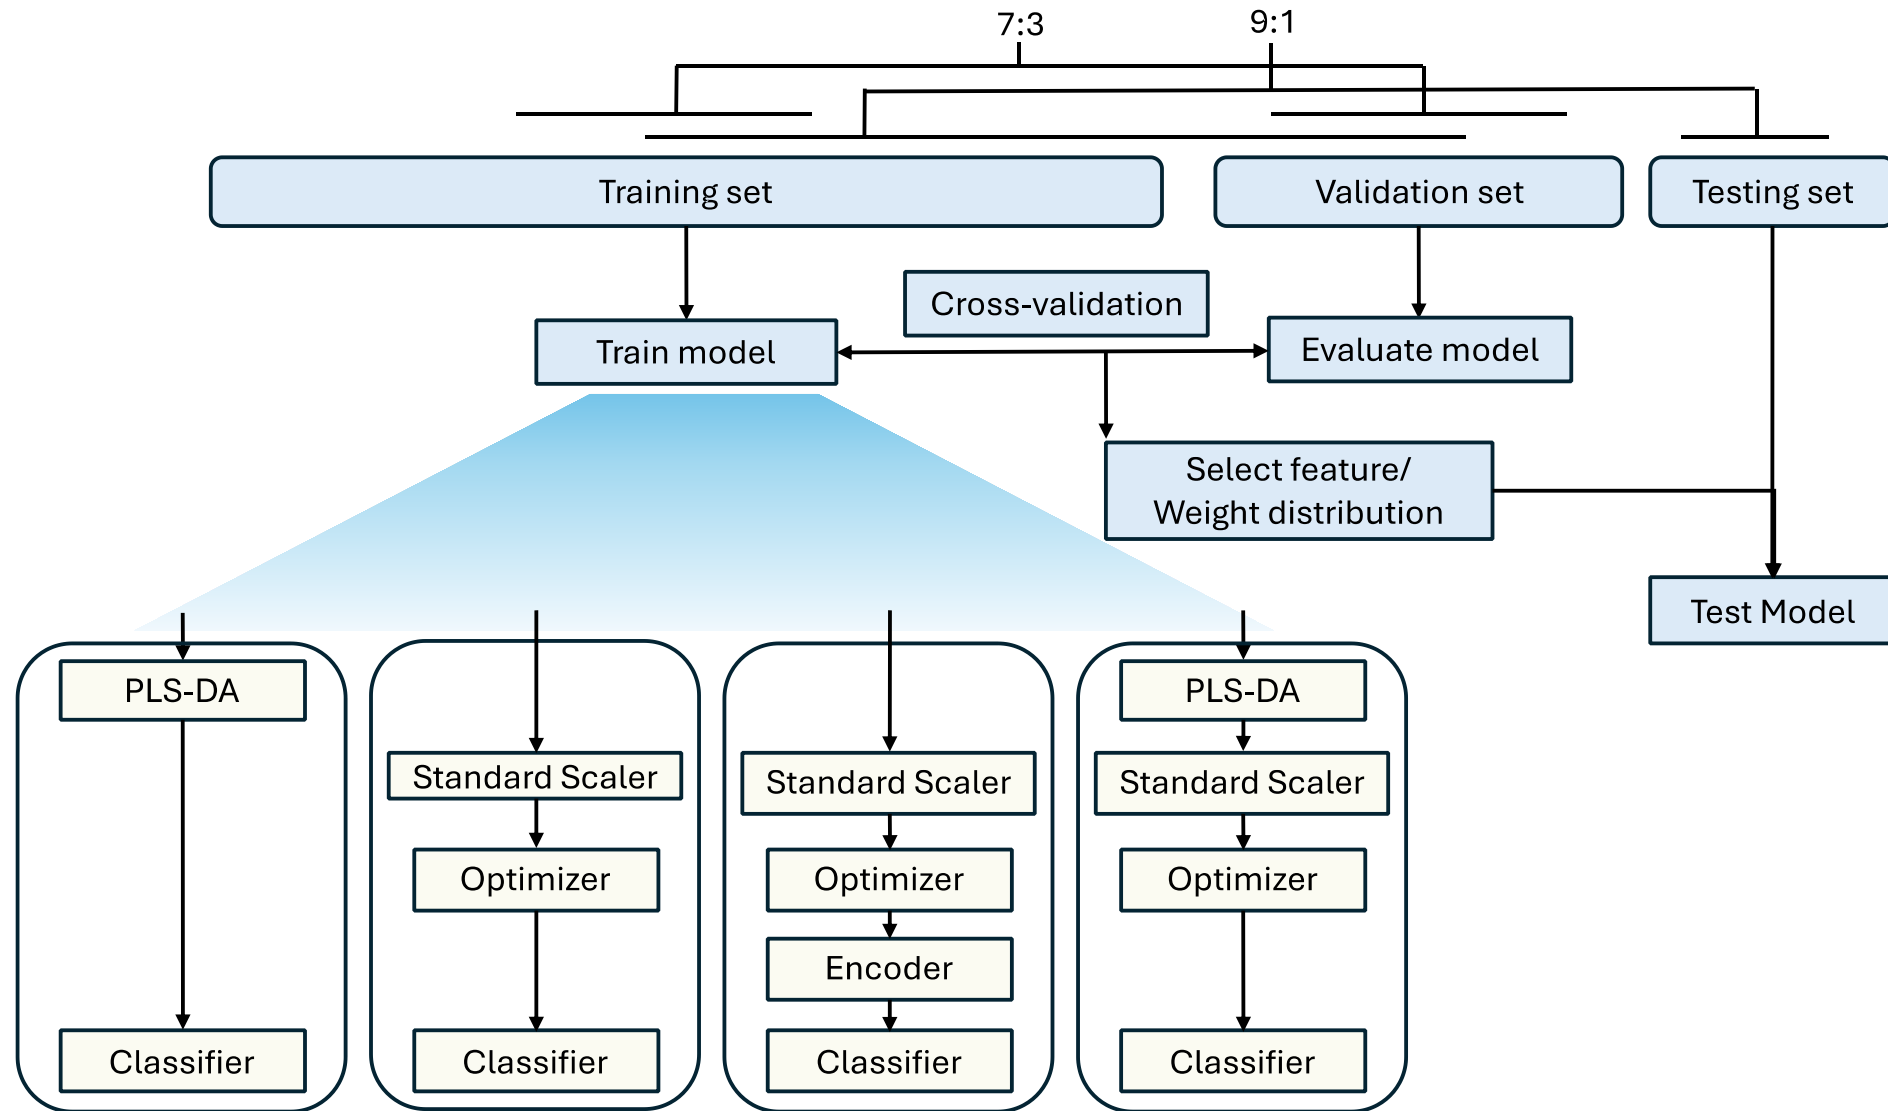 7:3
9:1
Training set
Validation set
Testing set
Cross-validation
Train model
Evaluate model
Select feature/
Weight distribution
Test Model
PLS-DA
Classifier
Standard Scaler
Optimizer
Classifier
Standard Scaler
Optimizer
Encoder
Classifier
PLS-DA
Standard Scaler
Optimizer
Classifier